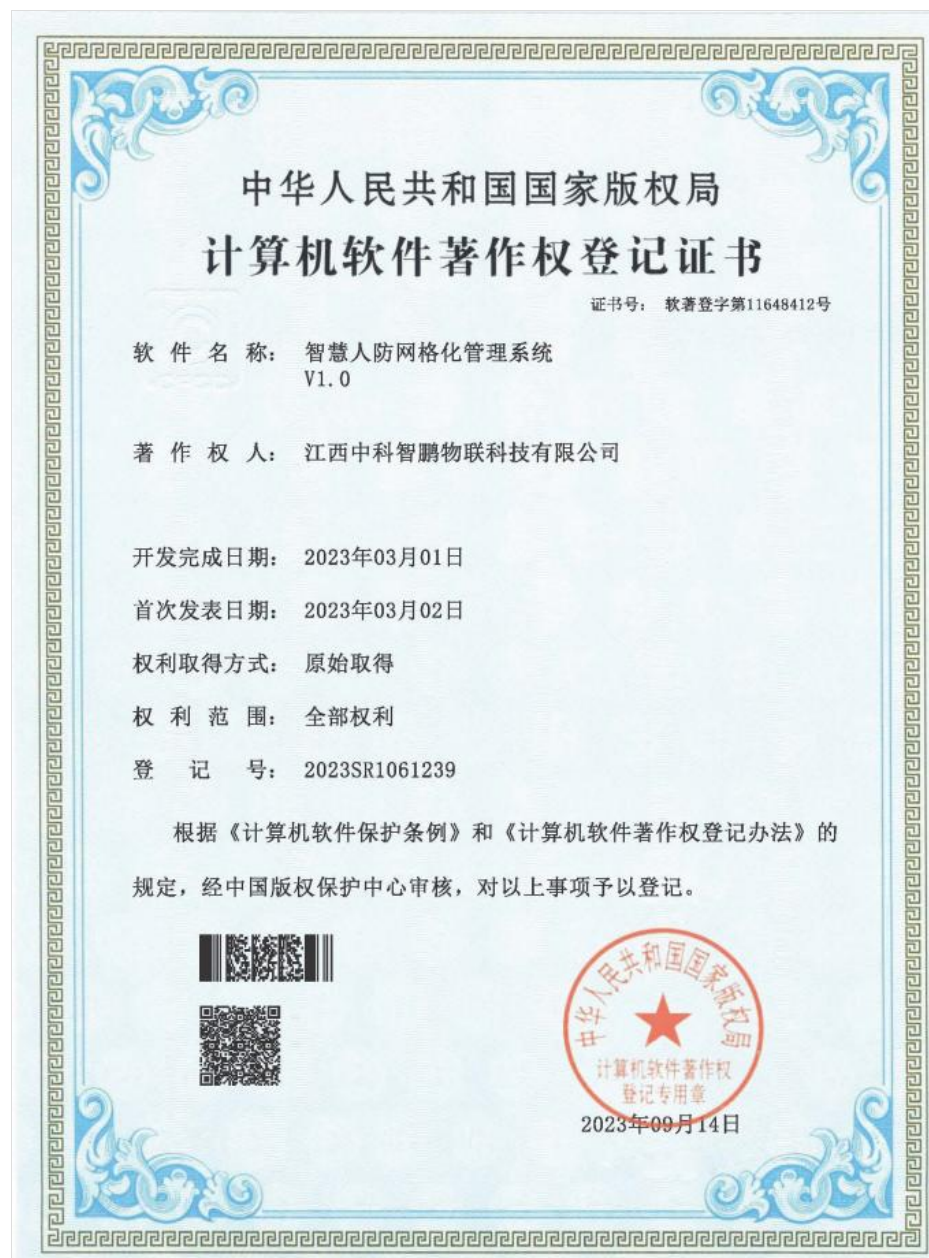 中华人民共和国国家版权局
计算机软件著作权登记证书
证书号： 软著登字第11648412号
软件名称： 智慧人防网格化管理系统
V1.0
著作权人： 江西中科智鹏物联科技有限公司
开发完成日期： 2023年03月01日
首次发表日期： 2023年03月02日
权利取得方式： 原始取得
权利范围： 全部权利
登记号： 2023SR1061239
根据《计算机软件保护条例》和《计算机软件著作权登记办法》的
规定，经中国版权保护中心审核，对以上事项予以登记。
中华人民共和国国家版权局
计算机软件著作权
登记专用章
2023年09月14日